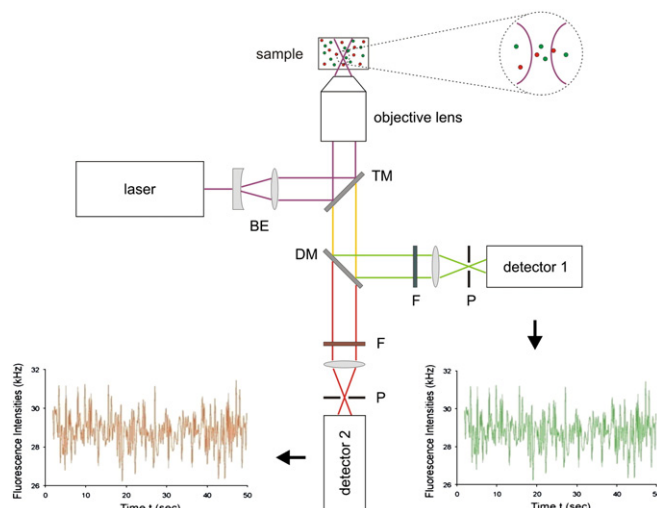 sample
objective lens
TM
laser
BE
DM
detector 1
F
P
F
P
detector 2
Fluorescence Intensities (kHz)
32
30
29
28
26
0
10
20
30
40
50
Time t (sec)
Fluorescence Intensities (kHz)
32
30
29
28
26
0
10
20
30
40
50
Time t (sec)